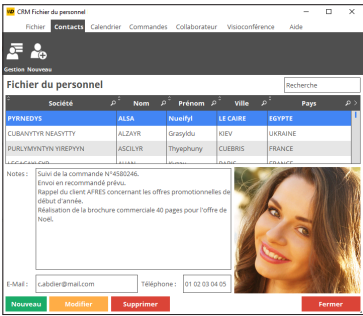 CRM Fichier du personnel
Fichier Contacts Calendrier Commandes Collaborateur Visioconférence Aide
Gestion Nouveau
Fichier du personnel
Recherche
Société Nom Prénom Ville Pays
PYRNEDYS ALSA Nueifyl LE CAIRE EGYPTE
CUBANYTYR NEASYTTY ALZAYR Grasyldu KIEV UKRAINE
PURLYMYNTYN YIREPYYN ASCILYR Thyephuny CUEBRIS FRANCE
Notes :
Suivi de la commande N°4580246.
Envoi en recommandé prévu.
Rappel du client AFRES concernant les offres promotionnelles de
début d'année.
Réalisation de la brochure commerciale 40 pages pour l'offre de
Noël.
E-Mail : c.abdier@mail.com Téléphone : 01 02 03 04 05
Nouveau Modifier Supprimer Fermer